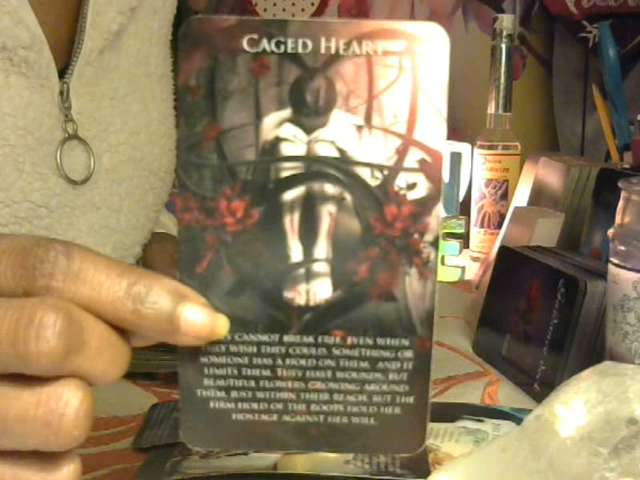 CAGED HEART
CANNOT BREAK FREE, EVEN WHEN
THEY WISH THEY COULD. SOMETHING OR
SOMEONE HAS A HOLD ON THEM, AND IT
LIMITS THEM. THEY HAVE WOUNDS, BUT
BEAUTIFUL FLOWERS GROWING AROUND
THEM, JUST WITHIN THEIR REACH, BUT THE
FIRM HOLD OF THE ROOTS HOLD HER
HOSTAGE AGAINST HER WILL.